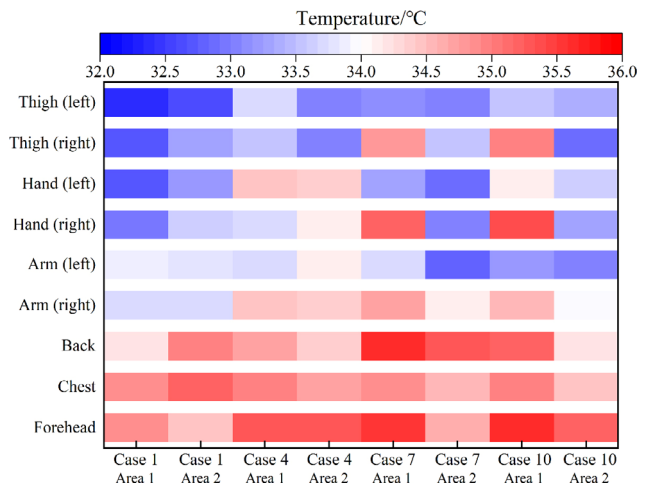 Temperature/°C
32.0 32.5 33.0 33.5 34.0 34.5 35.0 35.5 36.0
Thigh (left)
Thigh (right)
Hand (left)
Hand (right)
Arm (left)
Arm (right)
Back
Chest
Forehead
Case 1 Case 1 Case 4 Case 4 Case 7 Case 7 Case 10 Case 10
Area 1 Area 2 Area 1 Area 2 Area 1 Area 2 Area 1 Area 2